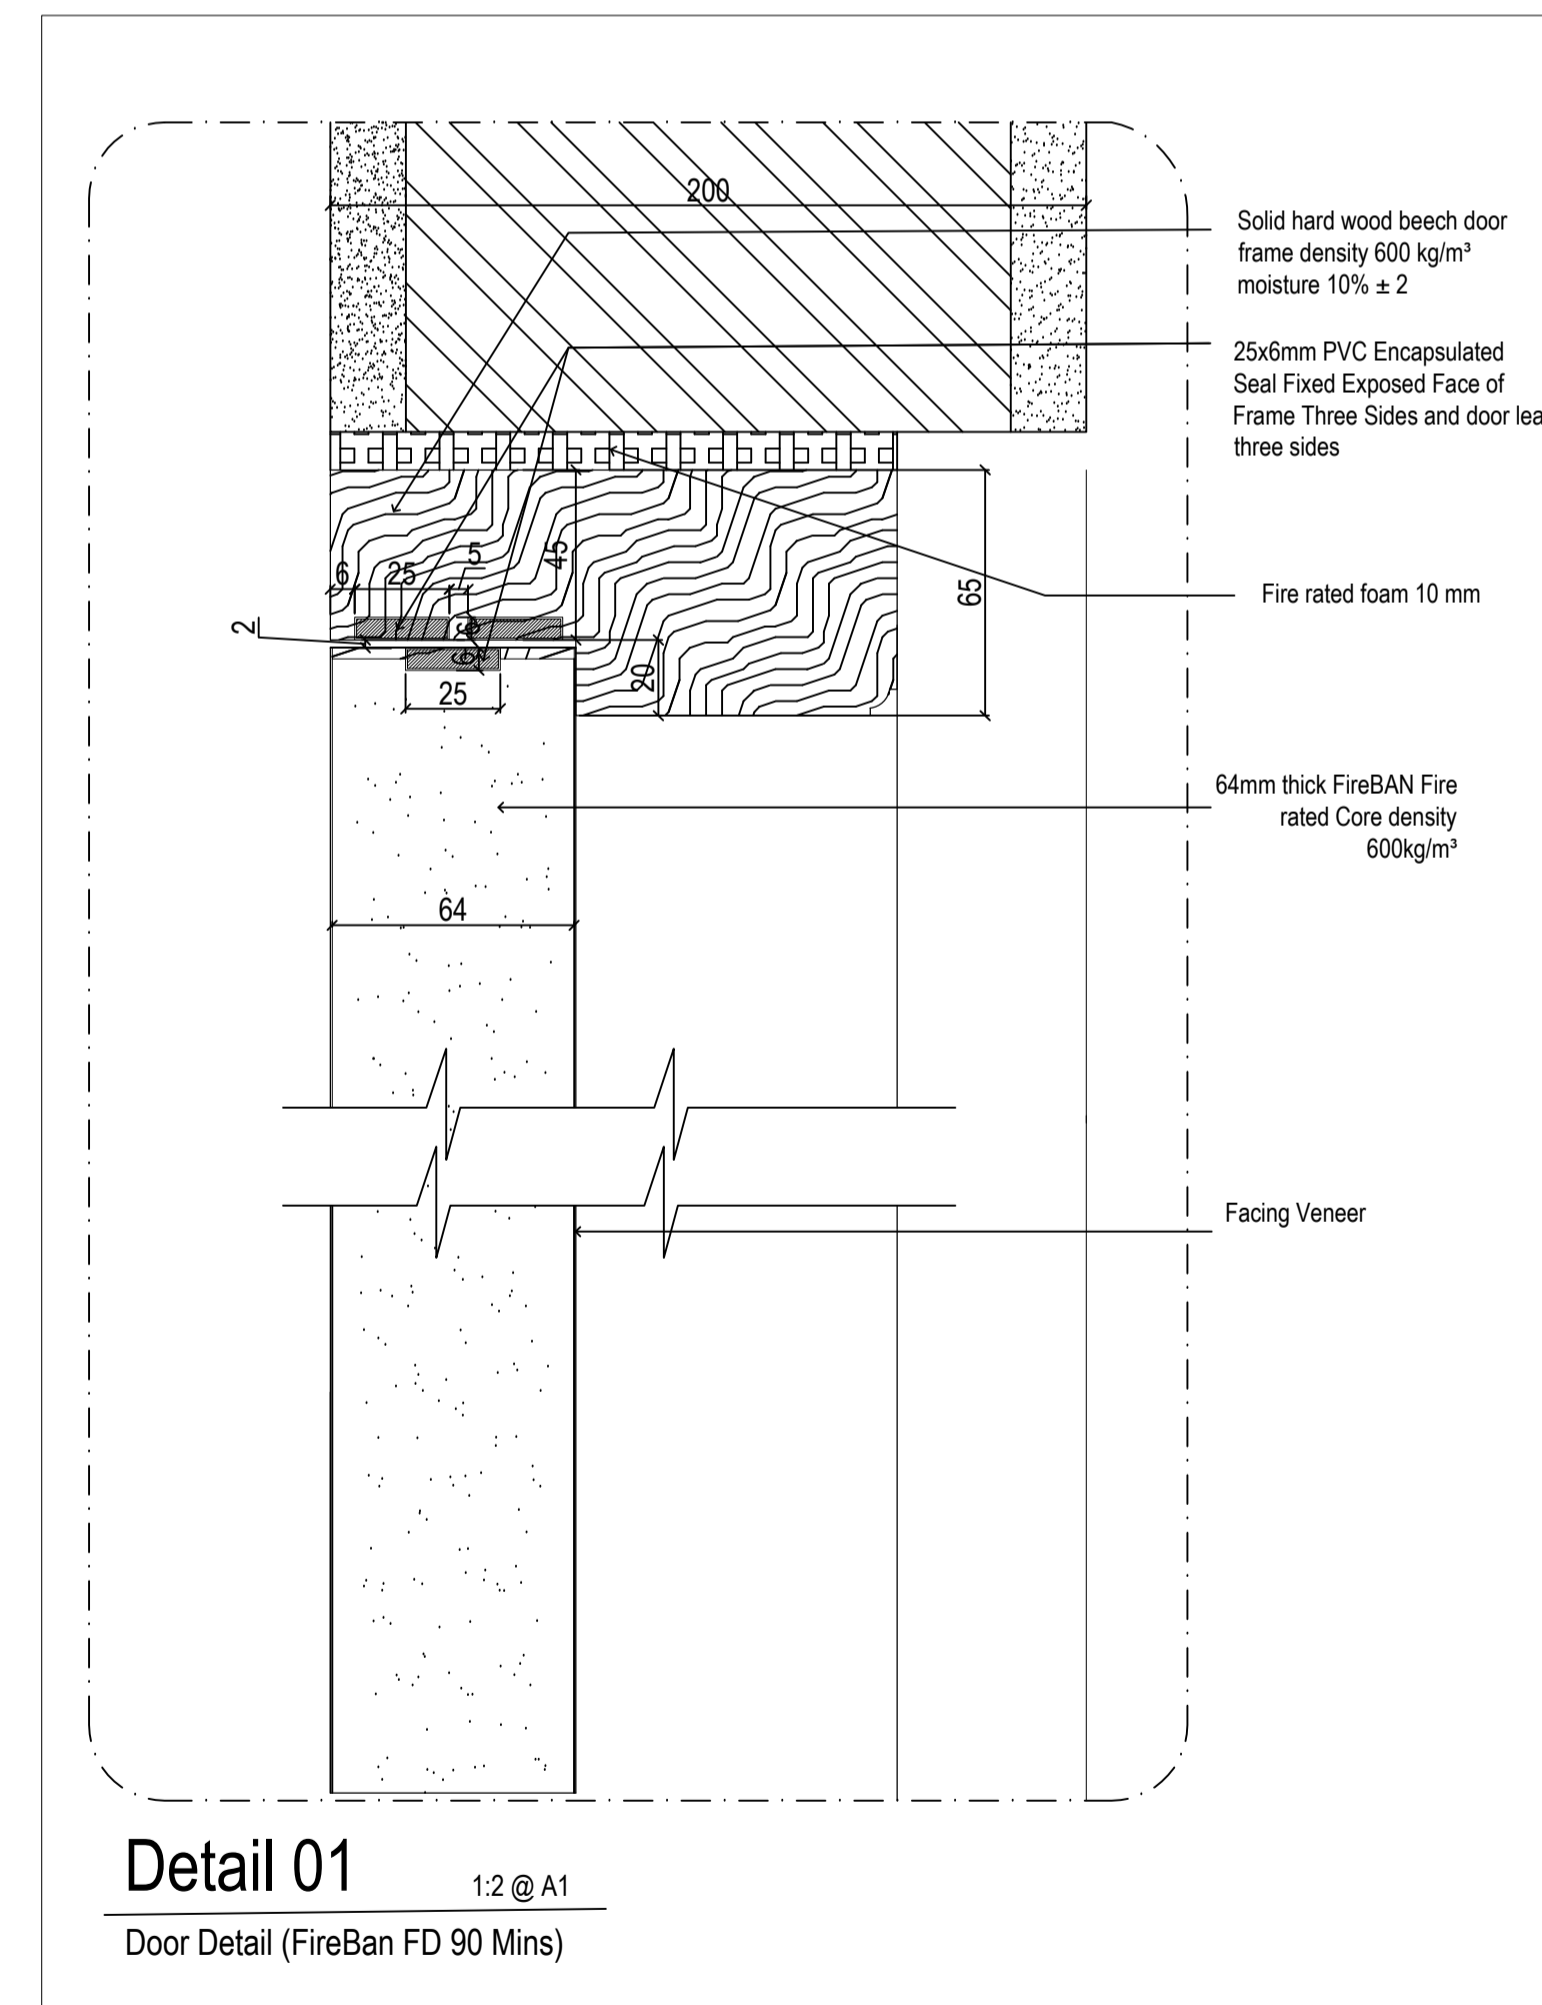 200
Solid hard wood beech door
frame density 600 kg/m³
moisture 10% ± 2
25x6mm PVC Encapsulated
Seal Fixed Exposed Face of
Frame Three Sides and door lea
three sides
Fire rated foam 10 mm
6
25
5
45
65
2
6
6
20
25
64mm thick FireBAN Fire
rated Core density
600kg/m³
64
Facing Veneer
Detail 01
1:2 @ A1
Door Detail (FireBan FD 90 Mins)